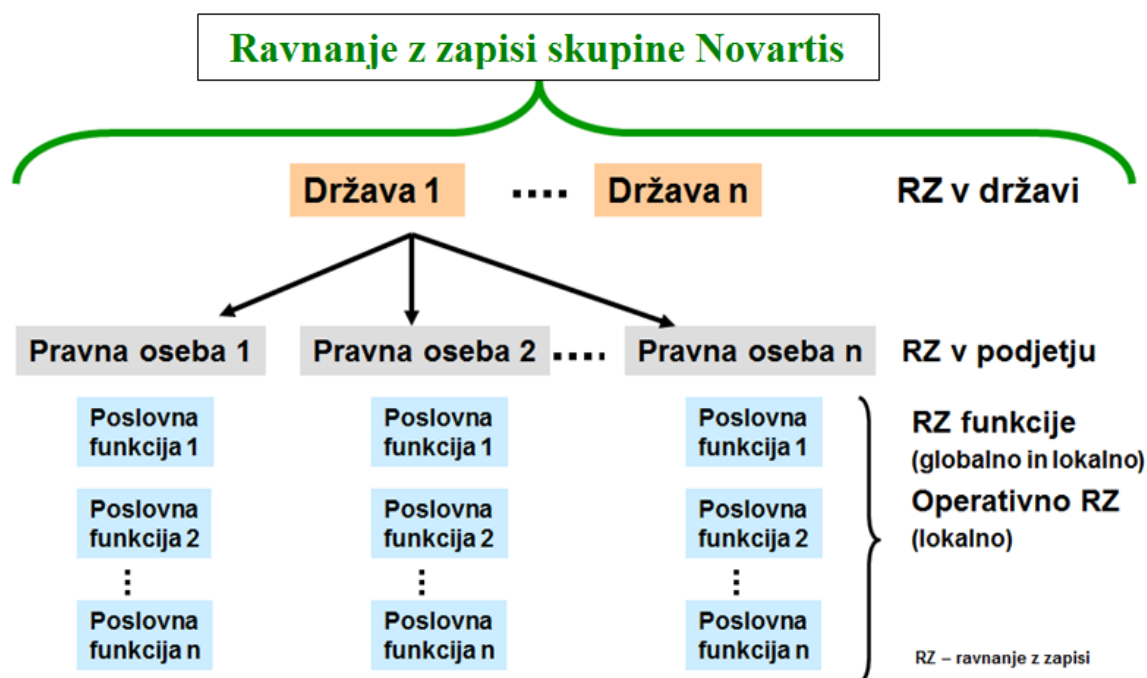 Ravnanje z zapisi skupine Novartis
Država 1 .... Država n RZ v državi
Pravna oseba 1 Pravna oseba 2 .... Pravna oseba n RZ v podjetju
Poslovna
funkcija 1
Poslovna
funkcija 1
Poslovna
funkcija 1
RZ funkcije
(globalno in lokalno)
Poslovna
funkcija 2
Poslovna
funkcija 2
Poslovna
funkcija 2
Operativno RZ
(lokalno)
Poslovna
funkcija n
Poslovna
funkcija n
Poslovna
funkcija n
RZ – ravnanje z zapisi